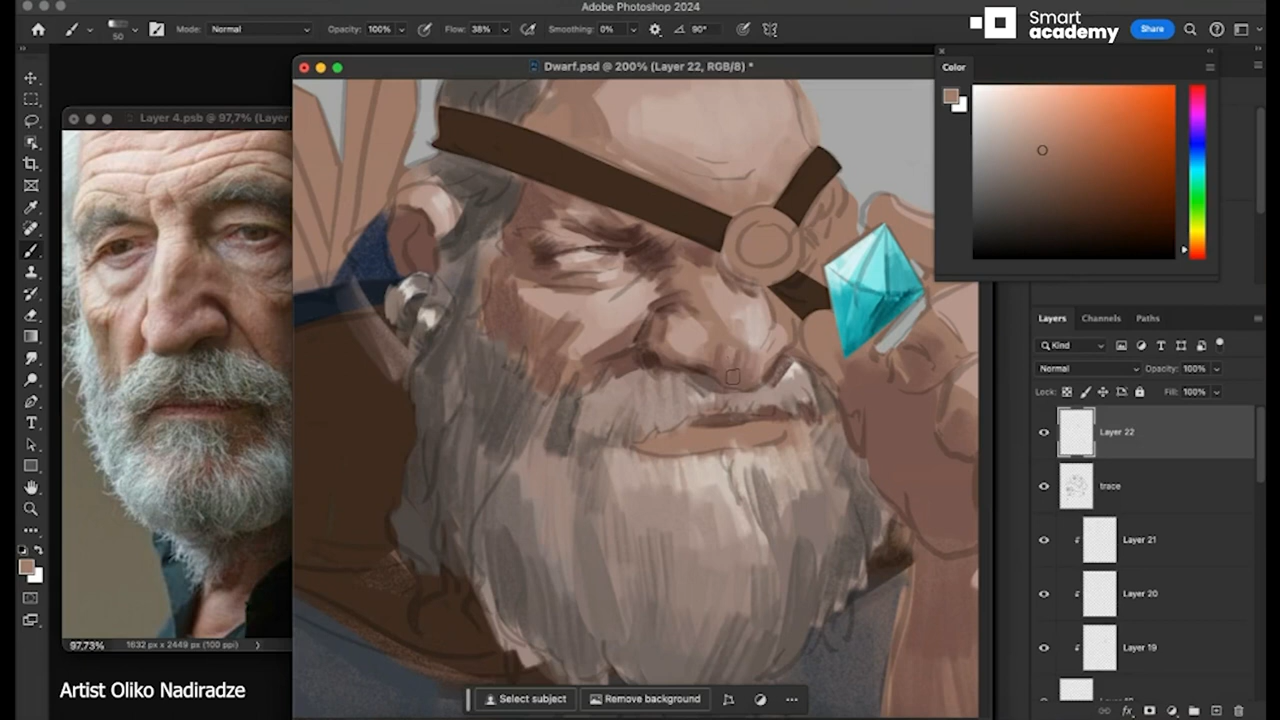 Adobe Photoshop 2024
50
Mode: Normal
Opacity: 100%
Flow: 38%
Smoothing: 0%
90°
Smart
academy
Share
Dwarf.psd @ 200% (Layer 22, RGB/8) *
Color
Layer 4.psb @ 97,7% (Layer
Layers
Channels
Paths
Kind
Normal
Opacity: 100%
Lock:
Fill: 100%
Layer 22
trace
Layer 21
Layer 20
Layer 19
97,73%
1632 px x 2449 px (100 ppi)
Artist Oliko Nadiradze
Select subject
Remove background